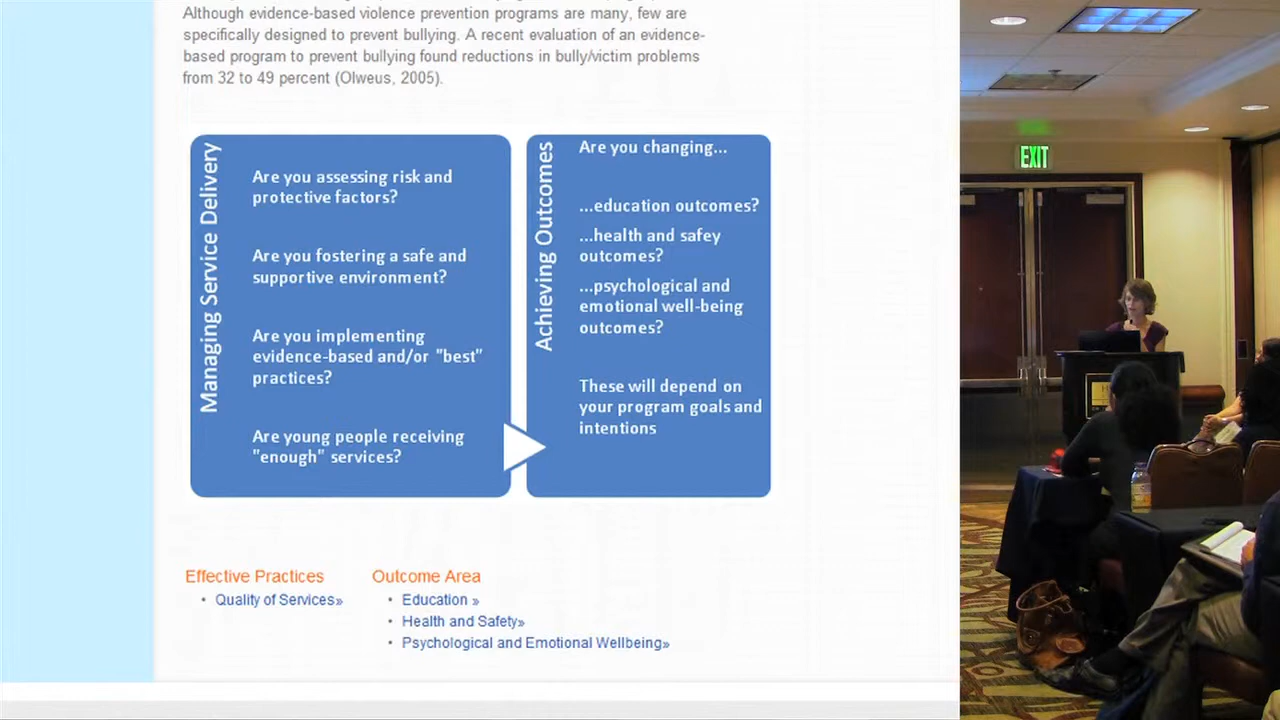 Although evidence-based violence prevention programs are many, few are
specifically designed to prevent bullying. A recent evaluation of an evidence-
based program to prevent bullying found reductions in bully/victim problems
from 32 to 49 percent (Olweus, 2005).
Managing Service Delivery
Are you assessing risk and
protective factors?
Are you fostering a safe and
supportive environment?
Are you implementing
evidence-based and/or "best"
practices?
Are young people receiving
"enough" services?
Achieving Outcomes
Are you changing...
...education outcomes?
...health and safey
outcomes?
...psychological and
emotional well-being
outcomes?
These will depend on
your program goals and
intentions
Effective Practices
• Quality of Services»
Outcome Area
• Education »
• Health and Safety»
• Psychological and Emotional Wellbeing»
EXIT